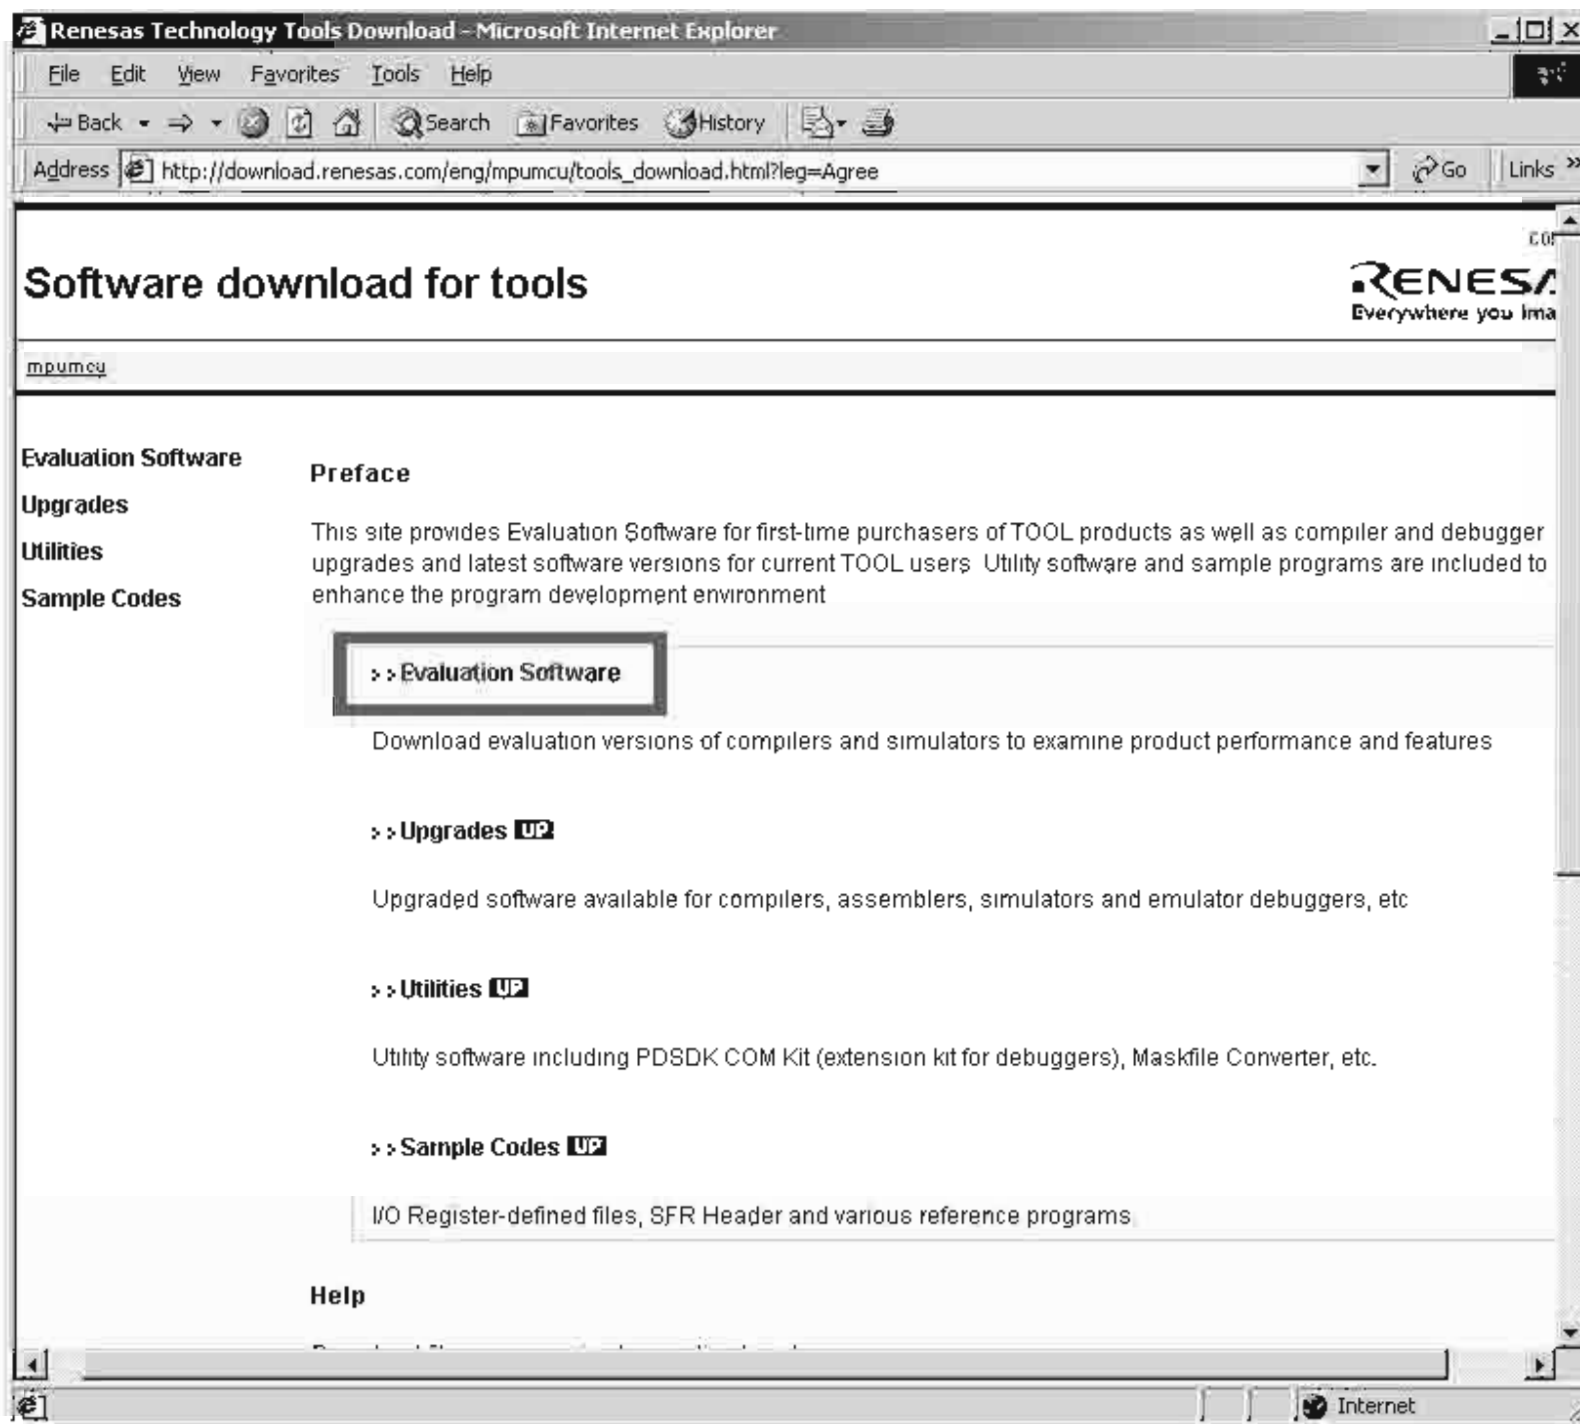 Renesas Technology Tools Download - Microsoft Internet Explorer
File Edit View Favorites Tools Help
Back Search Favorites History
Address http://download.renesas.com/eng/mpumcu/tools_download.html?leg=Agree Go Links »
Software download for tools
RENESA
Everywhere you ima
mpumcu
Evaluation Software
Upgrades
Utilities
Sample Codes
Preface
This site provides Evaluation Software for first-time purchasers of TOOL products as well as compiler and debugger
upgrades and latest software versions for current TOOL users Utility software and sample programs are included to
enhance the program development environment
>>Evaluation Software
Download evaluation versions of compilers and simulators to examine product performance and features
>>Upgrades UP
Upgraded software available for compilers, assemblers, simulators and emulator debuggers, etc
>>Utilities UP
Utility software including PDSDK COM Kit (extension kit for debuggers), Maskfile Converter, etc.
>>Sample Codes UP
I/O Register-defined files, SFR Header and various reference programs.
Help
Internet